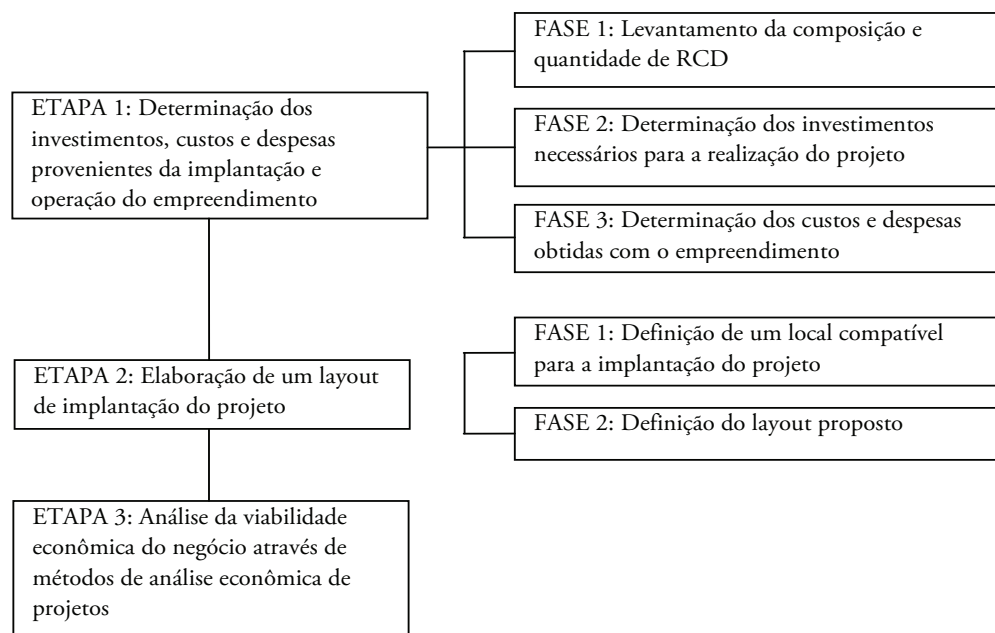 FASE 1: Levantamento da composição e
quantidade de RCD
ETAPA 1: Determinação dos
investimentos, custos e despesas
provenientes da implantação e
operação do empreendimento
FASE 2: Determinação dos investimentos
necessários para a realização do projeto
FASE 3: Determinação dos custos e despesas
obtidas com o empreendimento
ETAPA 2: Elaboração de um layout
de implantação do projeto
FASE 1: Definição de um local compatível
para a implantação do projeto
FASE 2: Definição do layout proposto
ETAPA 3: Análise da viabilidade
econômica do negócio através de
métodos de análise econômica de
projetos